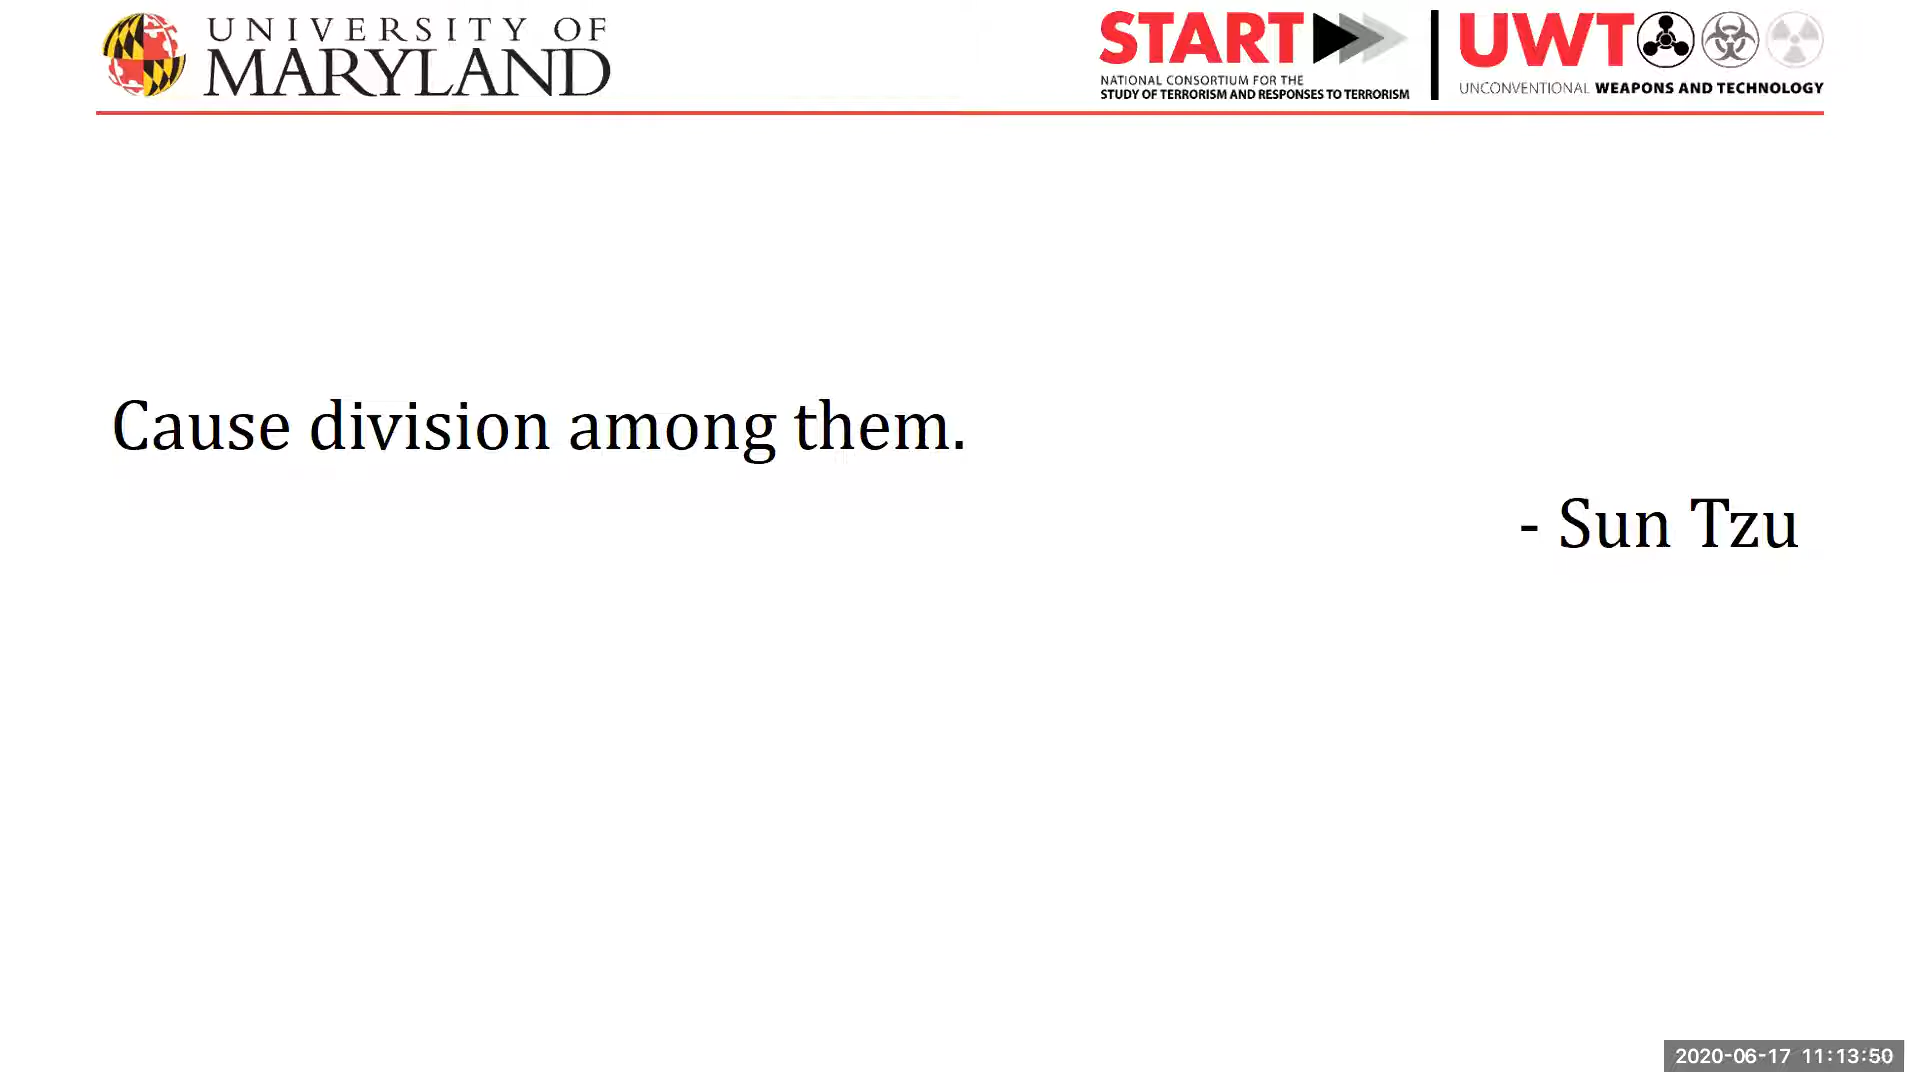 UNIVERSITY OF
MARYLAND
START
NATIONAL CONSORTIUM FOR THE
STUDY OF TERRORISM AND RESPONSES TO TERRORISM
UWT
UNCONVENTIONAL WEAPONS AND TECHNOLOGY
Cause division among them.
- Sun Tzu
2020-06-17 11:13:50